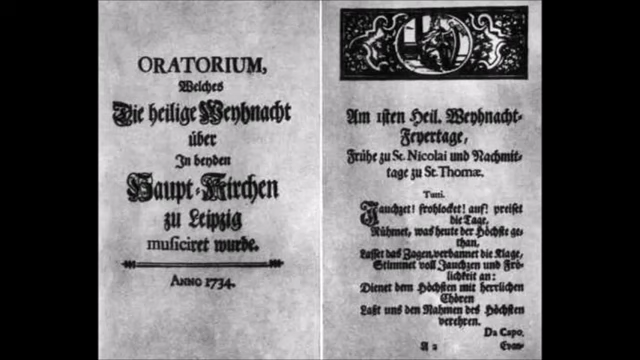 ORATORIUM,
Welches
Die heilige Weyhnacht
über
In beyden
Haupt-Kirchen
zu Leipzig
musiciret wurde.
ANNO 1734.
Am 1sten Heil. Weyhnacht-
Feyertage,
Frühe zu St. Nicolai und Nachmit-
tage zu St. Thomæ.
Tutti.
Jauchzet! frohlocket! auf! preiset
die Tage,
Rühmet, was heute der Höchste ge-
than,
Lasset das Zagen, verbannet die Klage,
Stimmet voll Jauchzen und Frö-
lichkeit an:
Dienet dem Höchsten mit herrlichen
Chören
Laßt uns den Nahmen des Höchsten
verehren.
Da Capo.
A 2
Evan-